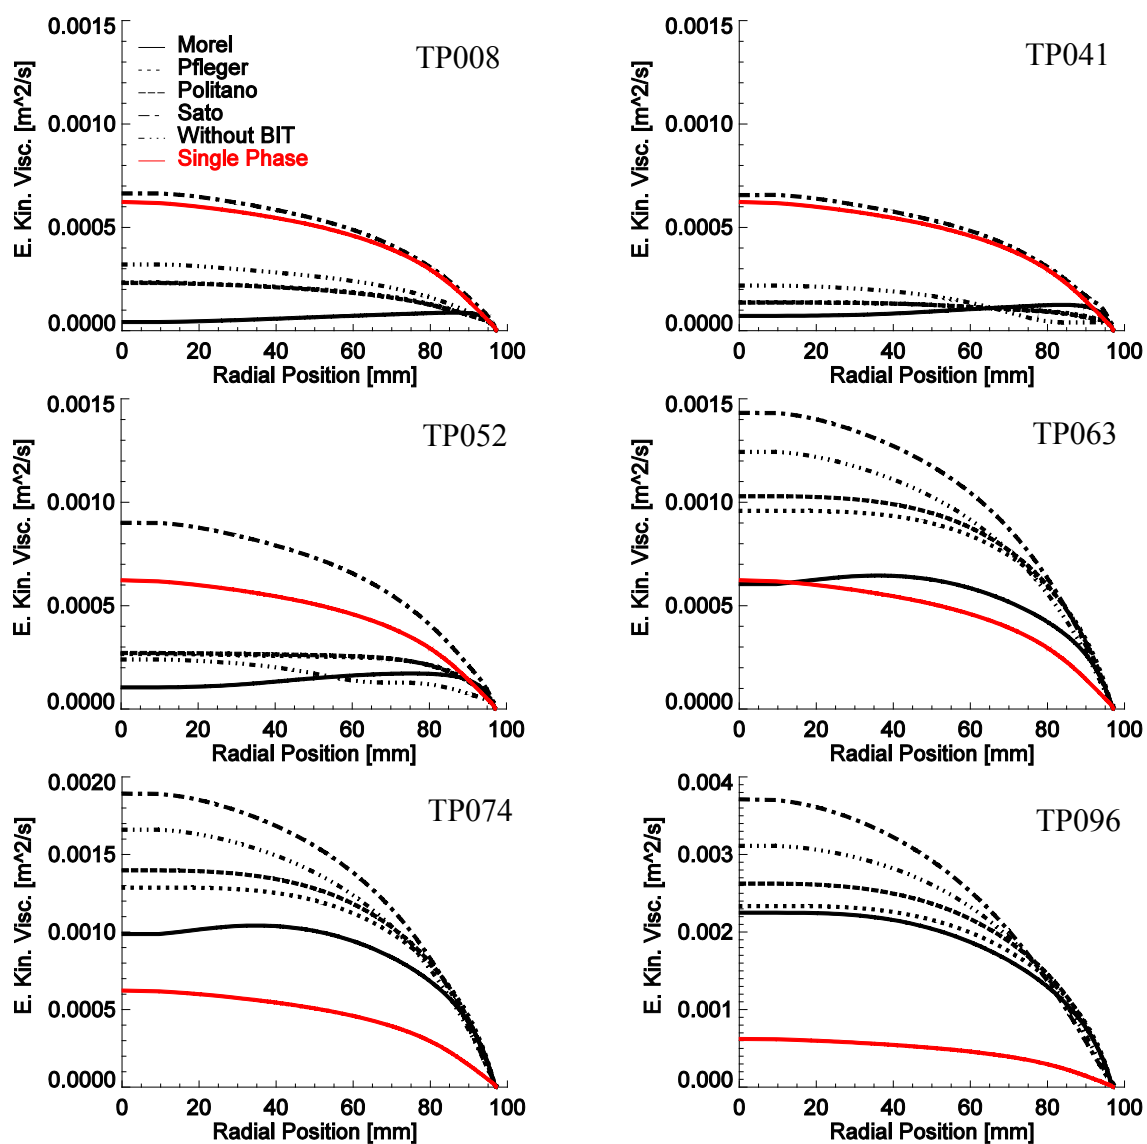 TP008
E. Kin. Visc. [m^2/s]
0.0015
0.0010
0.0005
0.0000
Morel
Pfleger
Politano
Sato
Without BIT
Single Phase
0 20 40 60 80 100
Radial Position [mm]
TP041
E. Kin. Visc. [m^2/s]
0.0015
0.0010
0.0005
0.0000
0 20 40 60 80 100
Radial Position [mm]
TP052
E. Kin. Visc. [m^2/s]
0.0015
0.0010
0.0005
0.0000
0 20 40 60 80 100
Radial Position [mm]
TP063
E. Kin. Visc. [m^2/s]
0.0015
0.0010
0.0005
0.0000
0 20 40 60 80 100
Radial Position [mm]
TP074
E. Kin. Visc. [m^2/s]
0.0020
0.0015
0.0010
0.0005
0.0000
0 20 40 60 80 100
Radial Position [mm]
TP096
E. Kin. Visc. [m^2/s]
0.004
0.003
0.002
0.001
0.000
0 20 40 60 80 100
Radial Position [mm]